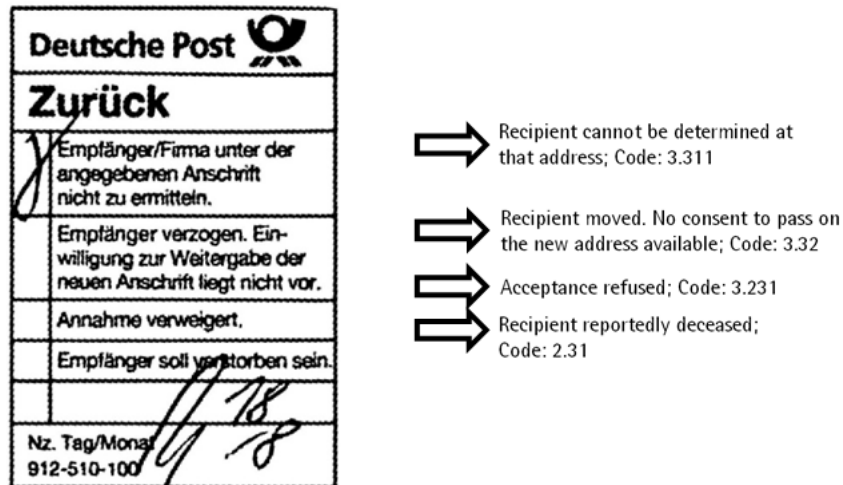 Deutsche Post
Zurück
Empfänger/Firma unter der
angegebenen Anschrift
nicht zu ermitteln.
Empfänger verzogen. Ein-
willigung zur Weitergabe der
neuen Anschrift liegt nicht vor.
Annahme verweigert.
Empfänger soll verstorben sein.
18
-8
Nz. Tag/Monat
912-510-100
Recipient cannot be determined at
that address; Code: 3.311
Recipient moved. No consent to pass on
the new address available; Code: 3.32
Acceptance refused; Code: 3.231
Recipient reportedly deceased;
Code: 2.31